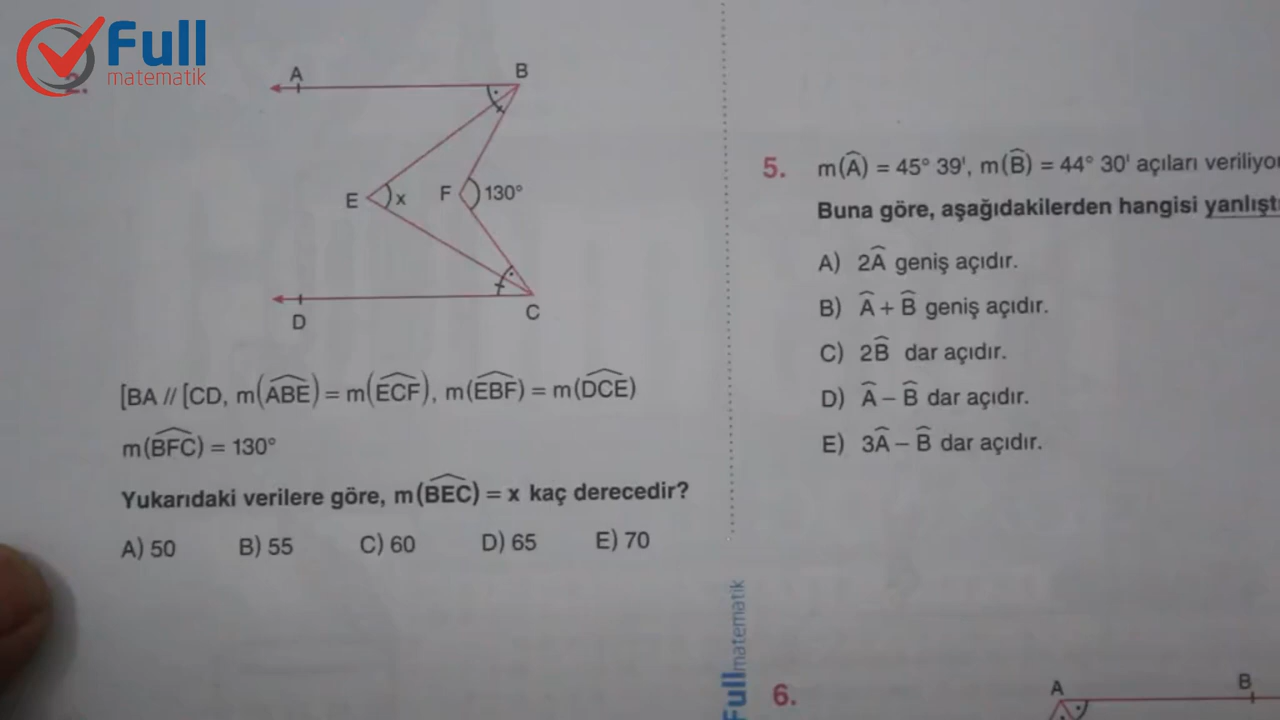 Full
matematik
2.
A
B
E
x
F
130°
D
C
[BA // [CD, m(ABE) = m(ECF), m(EBF) = m(DCE)
m(BFC) = 130°
Yukarıdaki verilere göre, m(BEC) = x kaç derecedir?
A) 50 B) 55 C) 60 D) 65 E) 70
5. m(A) = 45° 39', m(B) = 44° 30' açıları
Buna göre, aşağıdakilerden hangisi
A) 2A geniş açıdır.
B) A + B geniş açıdır.
C) 2B dar açıdır.
D) A – B dar açıdır.
E) 3A – B dar açıdır.
Fullmatematik
6.
A
B